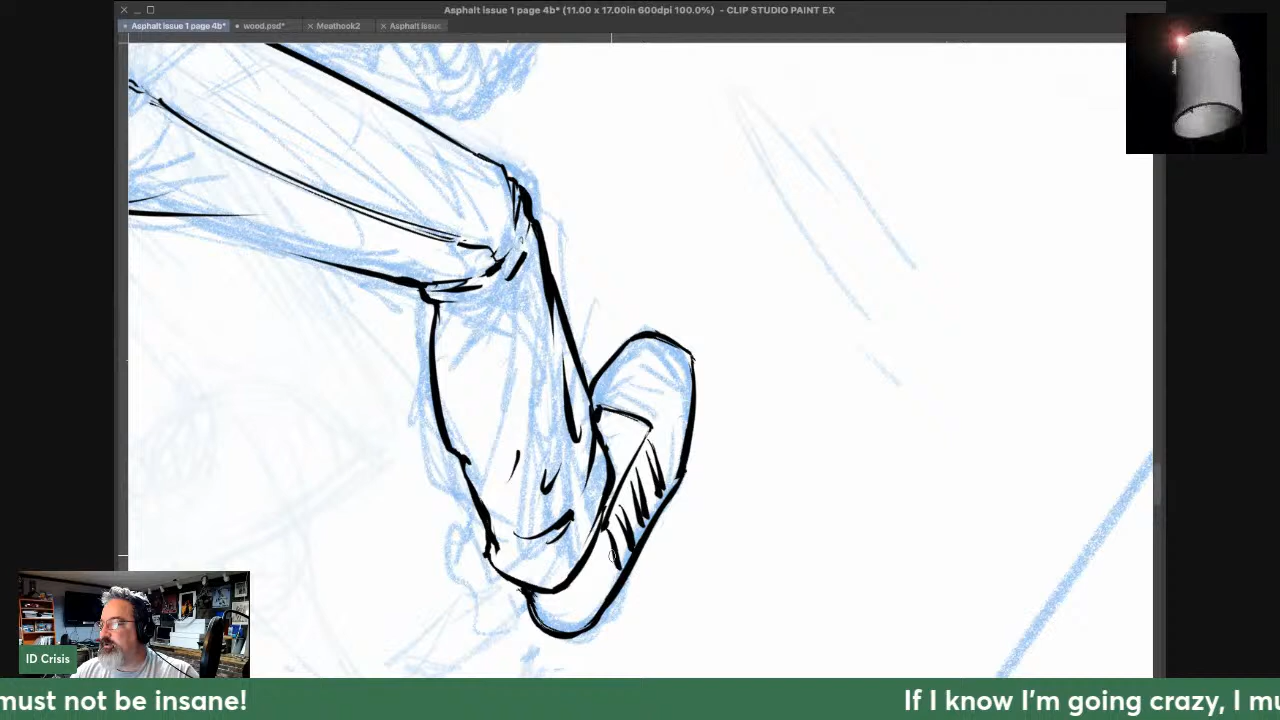 Asphalt issue 1 page 4b* (11.00 x 17.00in 600dpi 100.0%) - CLIP STUDIO PAINT EX
Asphalt issue 1 page 4b* wood.psd* Meathook2 Asphalt issue
ID Crisis
must not be insane! If I know I'm going crazy, I mu